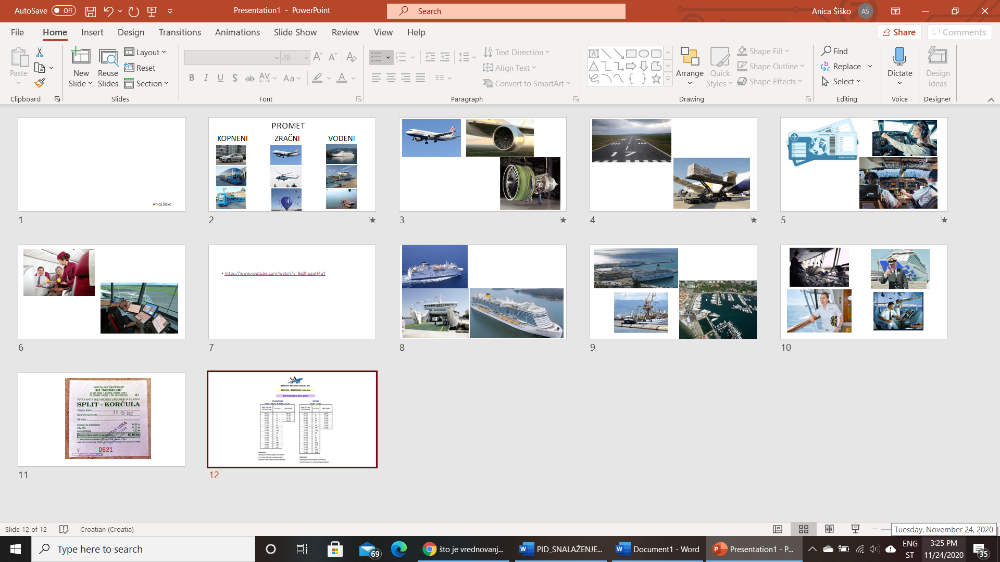 AutoSave Off
Presentation1 - PowerPoint
Search
Anica Šiško AŠ
File Home Insert Design Transitions Animations Slide Show Review View Help
Share Comments
Paste
New Slide
Reuse Slides
Layout
Reset
Section
28
Text Direction
Align Text
Convert to SmartArt
Arrange
Quick Styles
Shape Fill
Shape Outline
Shape Effects
Find
Replace
Select
Dictate
Design Ideas
Clipboard Slides Font Paragraph Drawing Editing Voice Designer
Anica Šiško
1
PROMET
KOPNENI ZRAČNI VODENI
2
3
17
4
5
6
https://www.youtube.com/watch?v=9g0hoapH4oY
7
8
9
10
M.B. "KAPETAN LUKA"
SPLIT - KORČULA
V 0621
11
12
Slide 12 of 12 Croatian (Croatia)
Tuesday, November 24, 2020
Type here to search
69
što je vrednovanj...
PID_SNALAŽENJE...
Document1 - Word
Presentation1 - P...
ENG
ST
3:25 PM
11/24/2020
35